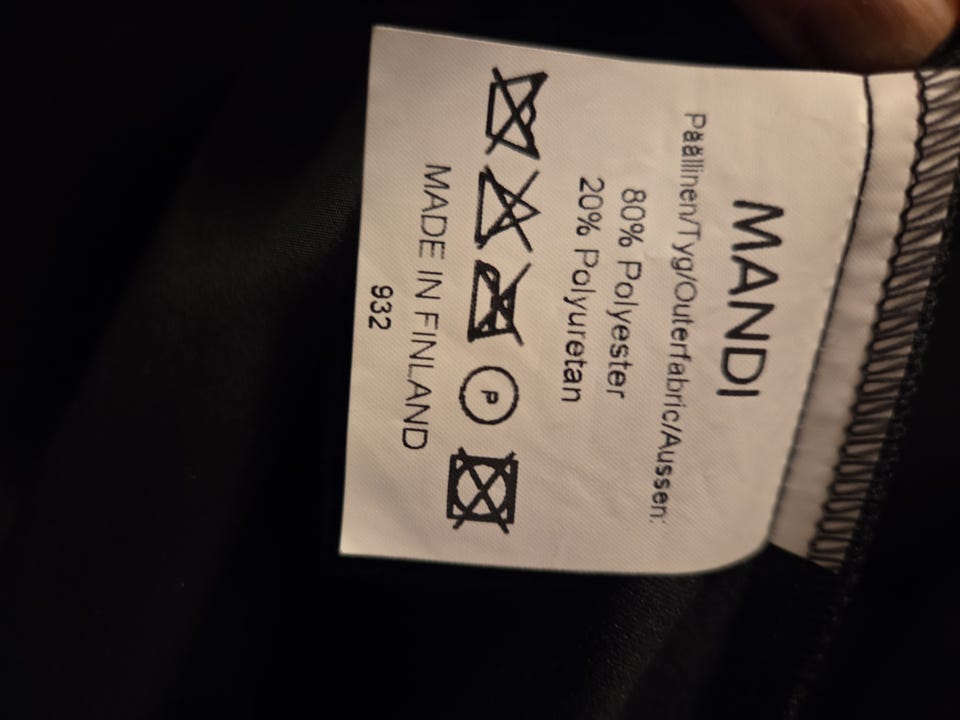 MANDI
Päällinen/Tyg/Outerfabric/Aussen:
80% Polyester
20% Polyuretan
P
MADE IN FINLAND
932